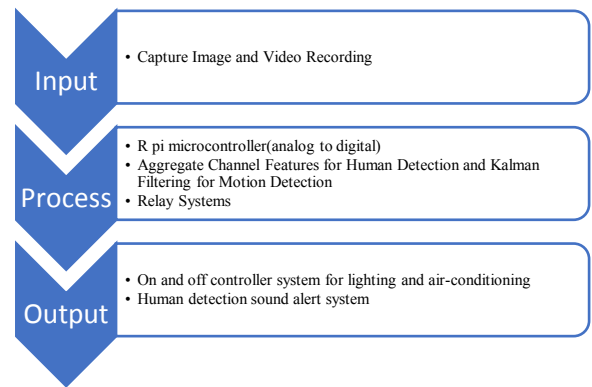 Input
• Capture Image and Video Recording
Process
• R pi microcontroller(analog to digital)
• Aggregate Channel Features for Human Detection and Kalman
Filtering for Motion Detection
• Relay Systems
Output
• On and off controller system for lighting and air-conditioning
• Human detection sound alert system